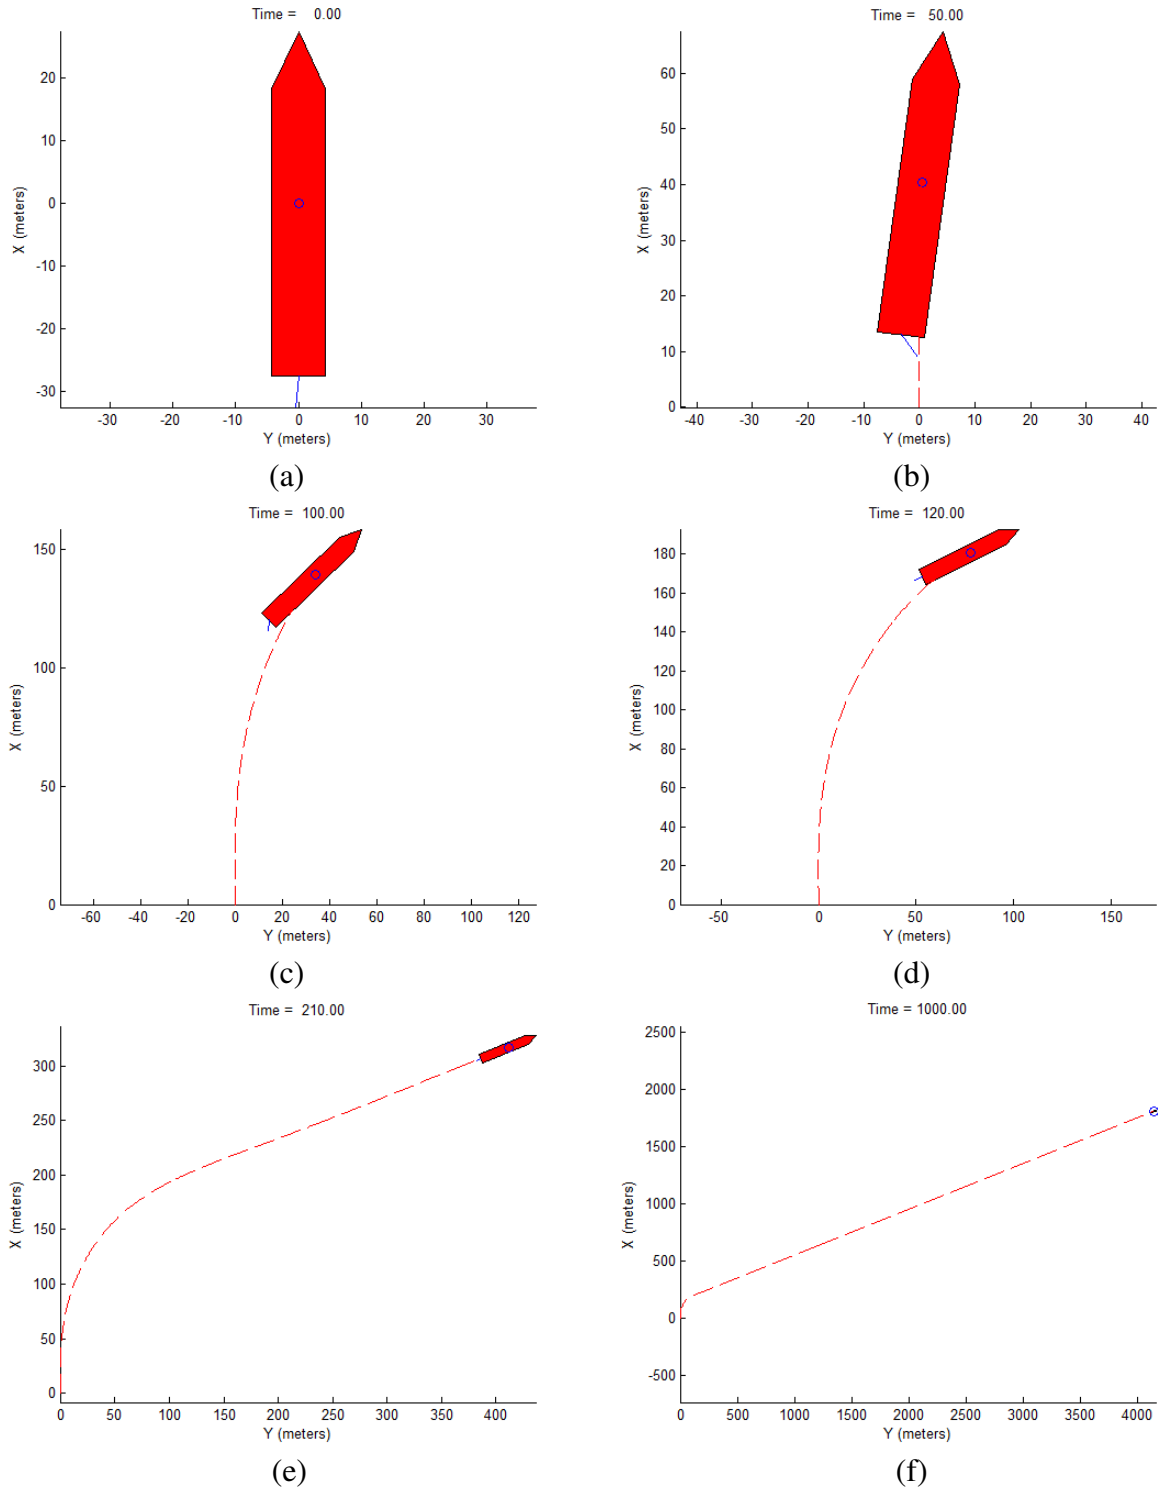 Time = 0.00
20
10
0
-10
-20
-30
X (meters)
-30 -20 -10 0 10 20 30
Y (meters)
(a)
Time = 50.00
60
50
40
30
20
10
0
X (meters)
-40 -30 -20 -10 0 10 20 30 40
Y (meters)
(b)
Time = 100.00
150
100
50
0
X (meters)
-60 -40 -20 0 20 40 60 80 100 120
Y (meters)
(c)
Time = 120.00
180
160
140
120
100
80
60
40
20
0
X (meters)
-50 0 50 100 150
Y (meters)
(d)
Time = 210.00
300
250
200
150
100
50
0
X (meters)
0 50 100 150 200 250 300 350 400
Y (meters)
(e)
Time = 1000.00
2500
2000
1500
1000
500
0
-500
X (meters)
0 500 1000 1500 2000 2500 3000 3500 4000
Y (meters)
(f)